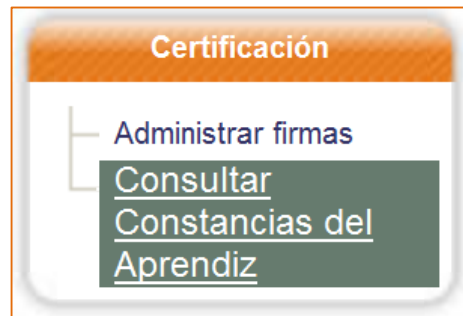 Certificación
Administrar firmas
Consultar
Constancias del
Aprendiz